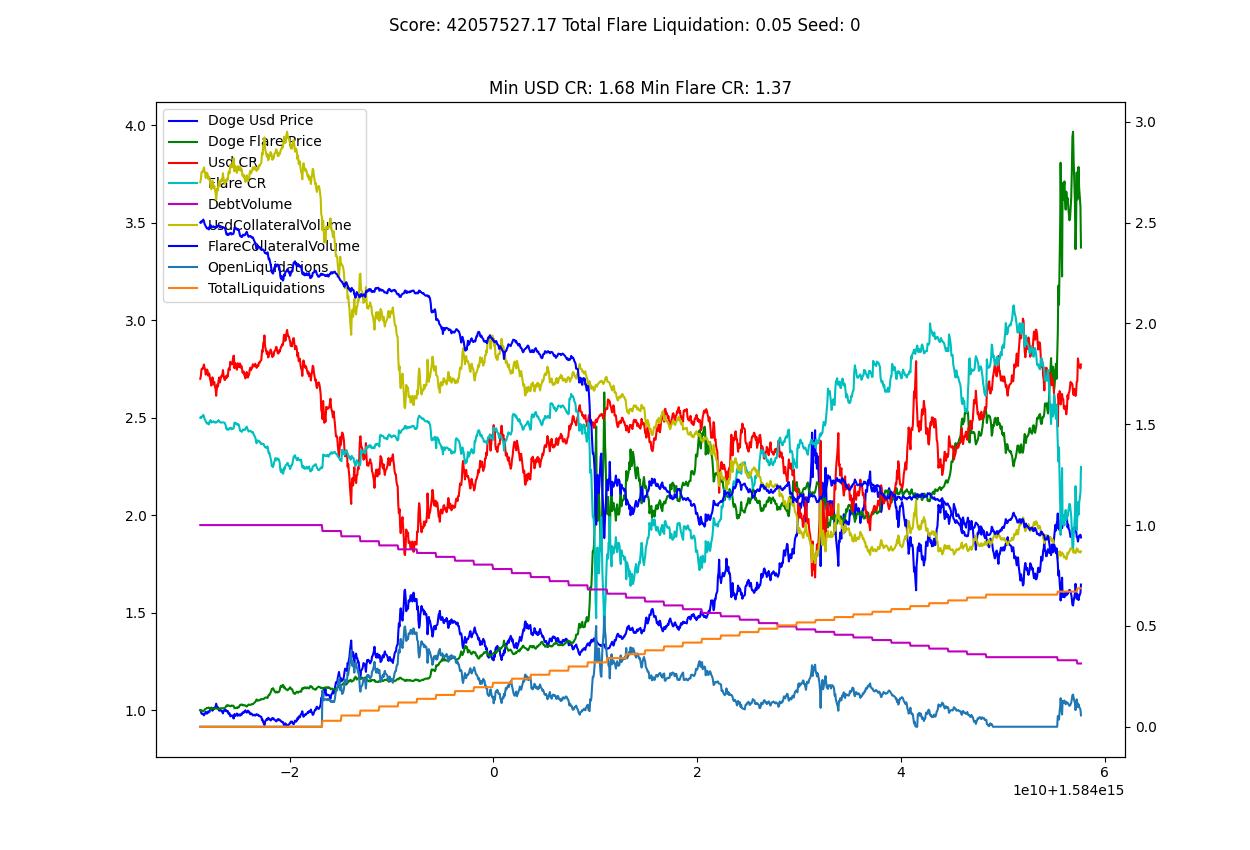 Score: 42057527.17 Total Flare Liquidation: 0.05 Seed: 0
Min USD CR: 1.68 Min Flare CR: 1.37
Doge Usd Price
Doge Flare Price
Usd CR
Flare CR
DebtVolume
UsdCollateralVolume
FlareCollateralVolume
OpenLiquidations
TotalLiquidations
4.0
3.5
3.0
2.5
2.0
1.5
1.0
3.0
2.5
2.0
1.5
1.0
0.5
0.0
−2 0 2 4 6
1e10+1.584e15